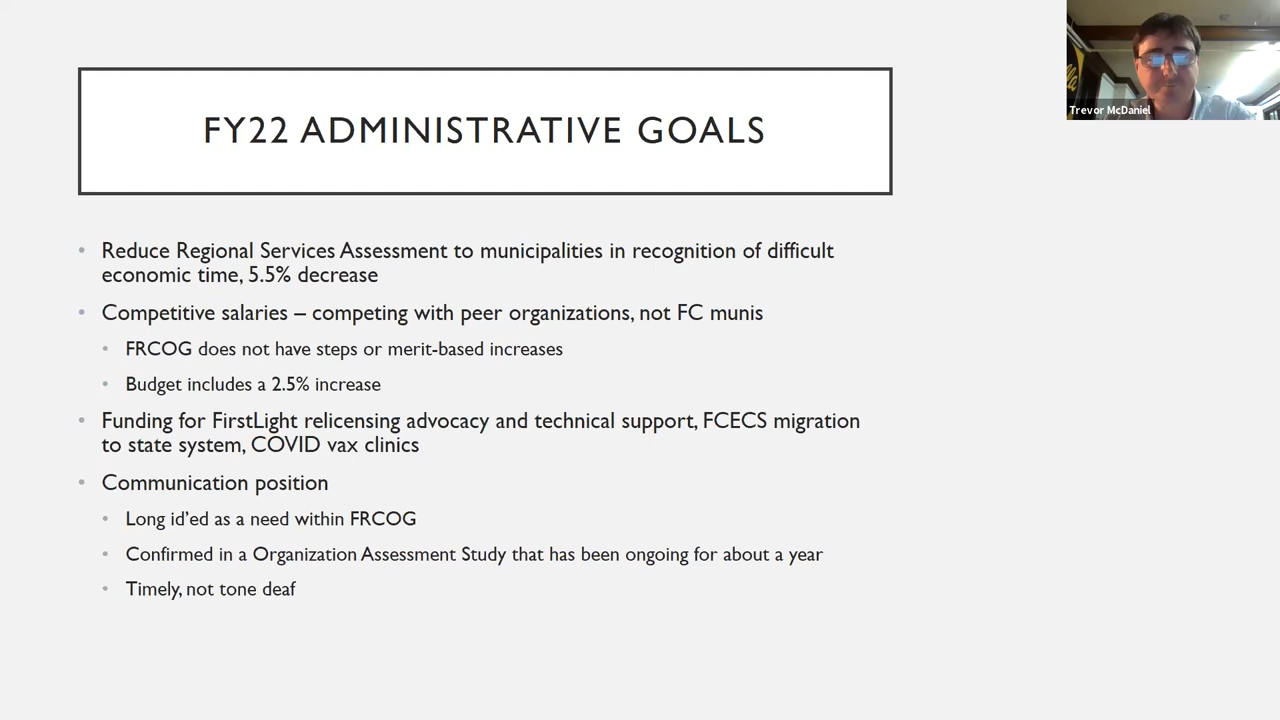 FY22 ADMINISTRATIVE GOALS
Trevor McDaniel
• Reduce Regional Services Assessment to municipalities in recognition of difficult
economic time, 5.5% decrease
• Competitive salaries – competing with peer organizations, not FC munis
• FRCOG does not have steps or merit-based increases
• Budget includes a 2.5% increase
• Funding for FirstLight relicensing advocacy and technical support, FCECS migration
to state system, COVID vax clinics
• Communication position
• Long id’ed as a need within FRCOG
• Confirmed in a Organization Assessment Study that has been ongoing for about a year
• Timely, not tone deaf